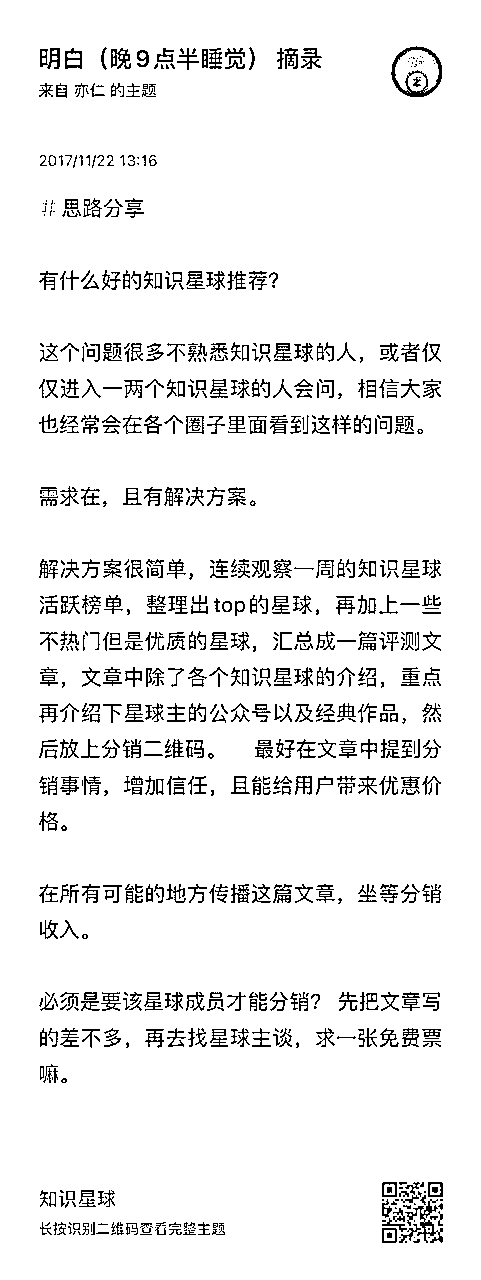 明白（晚9点半睡觉） 摘录
来自 亦仁 的主题
2017/11/22 13:16
# 思路分享
有什么好的知识星球推荐？
这个问题很多不熟悉知识星球的人，或者仅
仅进入一两个知识星球的人会问，相信大家
也经常会在各个圈子里面看到这样的问题。
需求在，且有解决方案。
解决方案很简单，连续观察一周的知识星球
活跃榜单，整理出top的星球，再加上一些
不热门但是优质的星球，汇总成一篇评测文
章，文章中除了各个知识星球的介绍，重点
再介绍下星球主的公众号以及经典作品，然
后放上分销二维码。 最好在文章中提到分
销事情，增加信任，且能给用户带来优惠价
格。
在所有可能的地方传播这篇文章，坐等分销
收入。
必须是要该星球成员才能分销？ 先把文章写
的差不多，再去找星球主谈，求一张免费票
嘛。
知识星球
长按识别二维码查看完整主题